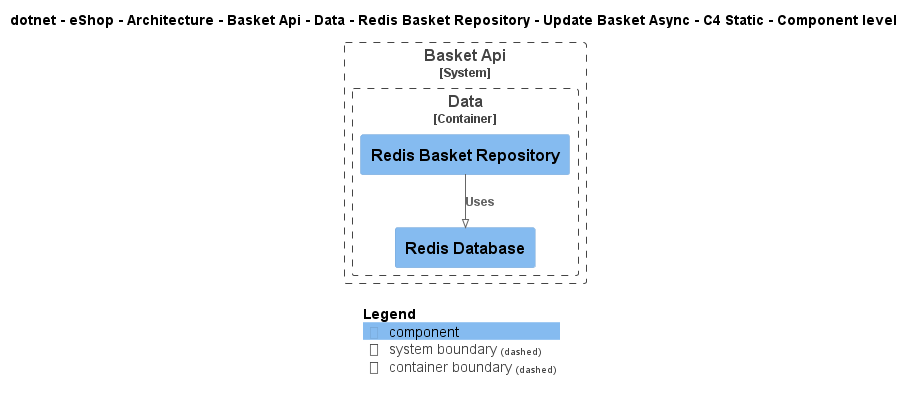 dotnet - eShop - Architecture - Basket Api - Data - Redis Basket Repository - Update Basket Async - C4 Static - Component level
Basket Api
[System]
Data
[Container]
Redis Basket Repository
Uses
Redis Database
Legend
component
system boundary (dashed)
container boundary (dashed)